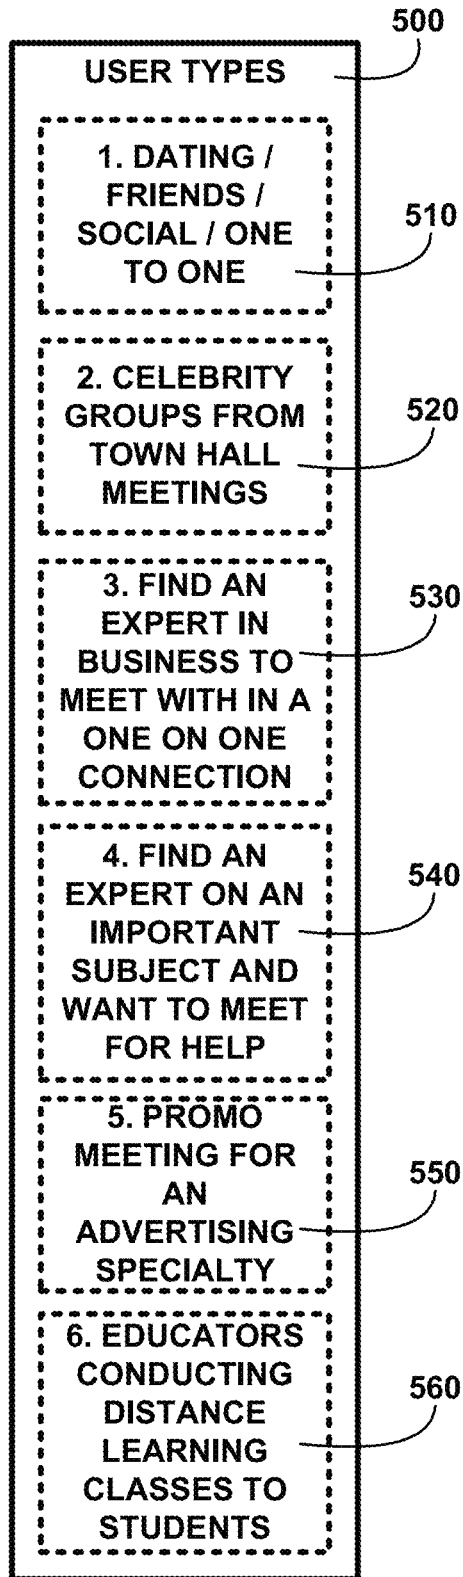 500
USER TYPES
1. DATING /
FRIENDS /
SOCIAL / ONE
TO ONE
510
2. CELEBRITY
GROUPS FROM
TOWN HALL
MEETINGS
520
3. FIND AN
EXPERT IN
BUSINESS TO
MEET WITH IN A
ONE ON ONE
CONNECTION
530
4. FIND AN
EXPERT ON AN
IMPORTANT
SUBJECT AND
WANT TO MEET
FOR HELP
540
5. PROMO
MEETING FOR
AN
ADVERTISING
SPECIALTY
550
6. EDUCATORS
CONDUCTING
DISTANCE
LEARNING
CLASSES TO
STUDENTS
560